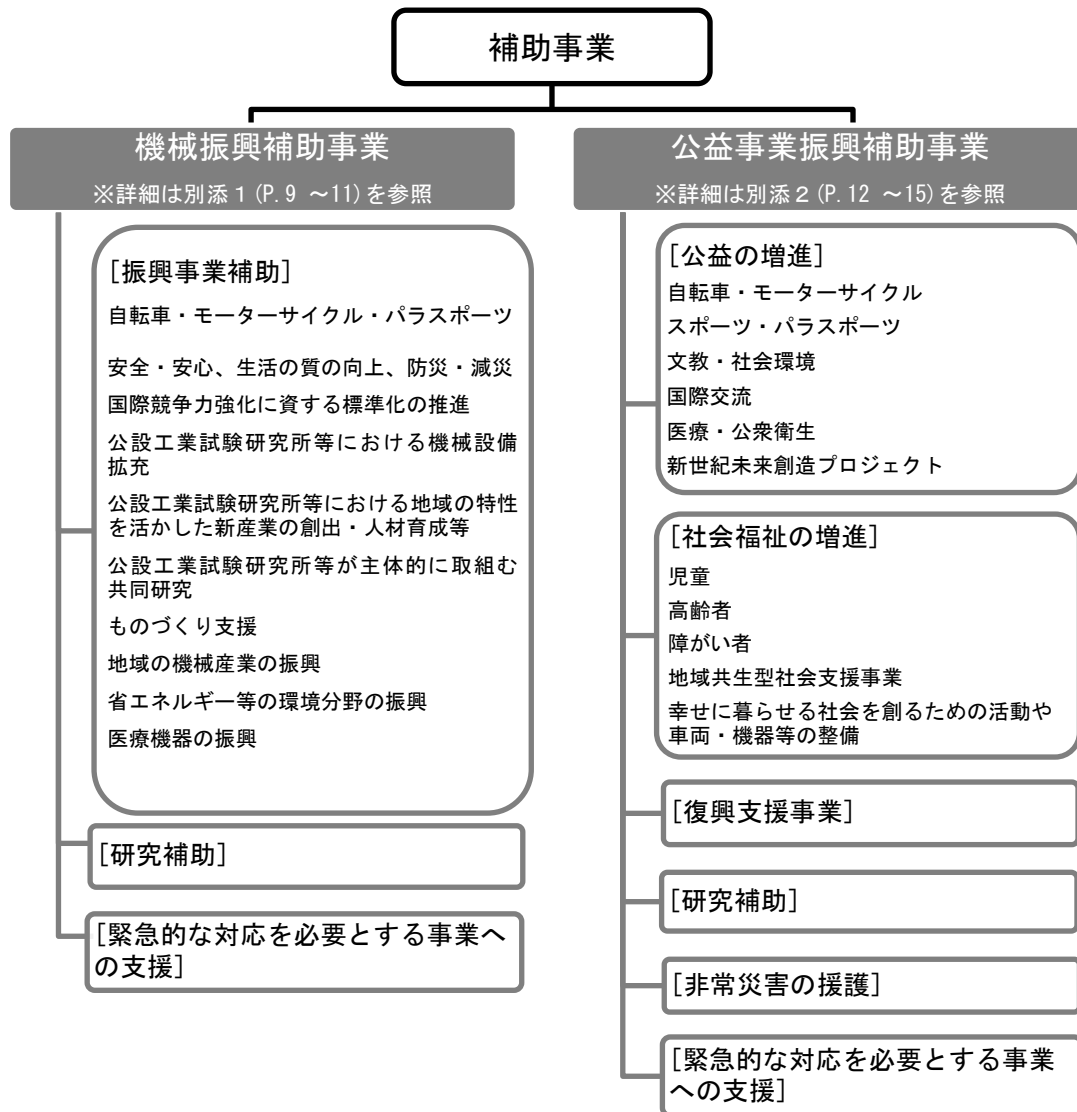 補助事業
機械振興補助事業
※詳細は別添1(P.9 ~11)を参照
[振興事業補助]
自転車・モーターサイクル・パラスポーツ
安全・安心、生活の質の向上、防災・減災
国際競争力強化に資する標準化の推進
公設工業試験研究所等における機械設備
拡充
公設工業試験研究所等における地域の特性
を活かした新産業の創出・人材育成等
公設工業試験研究所等が主体的に取組む
共同研究
ものづくり支援
地域の機械産業の振興
省エネルギー等の環境分野の振興
医療機器の振興
[研究補助]
[緊急的な対応を必要とする事業へ
の支援]
公益事業振興補助事業
※詳細は別添2(P.12 ~15)を参照
[公益の増進]
自転車・モーターサイクル
スポーツ・パラスポーツ
文教・社会環境
国際交流
医療・公衆衛生
新世紀未来創造プロジェクト
[社会福祉の増進]
児童
高齢者
障がい者
地域共生型社会支援事業
幸せに暮らせる社会を創るための活動や
車両・機器等の整備
[復興支援事業]
[研究補助]
[非常災害の援護]
[緊急的な対応を必要とする事業
への支援]